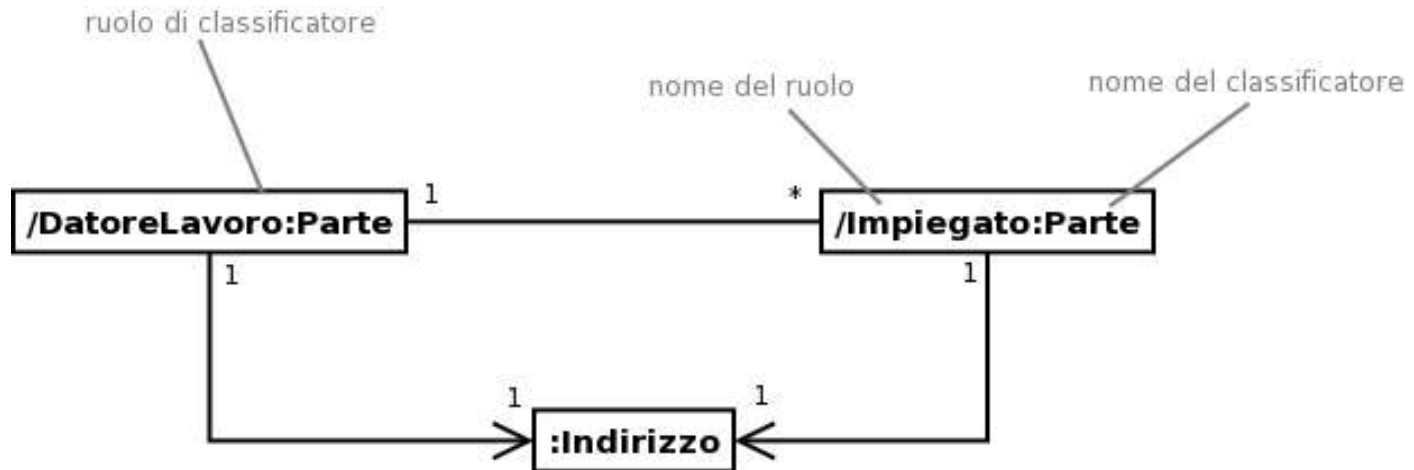 ruolo di classificatore
nome del ruolo
nome del classificatore
/DatoreLavoro:Parte
1
*
/Impiegato:Parte
1
1
1
1
:Indirizzo